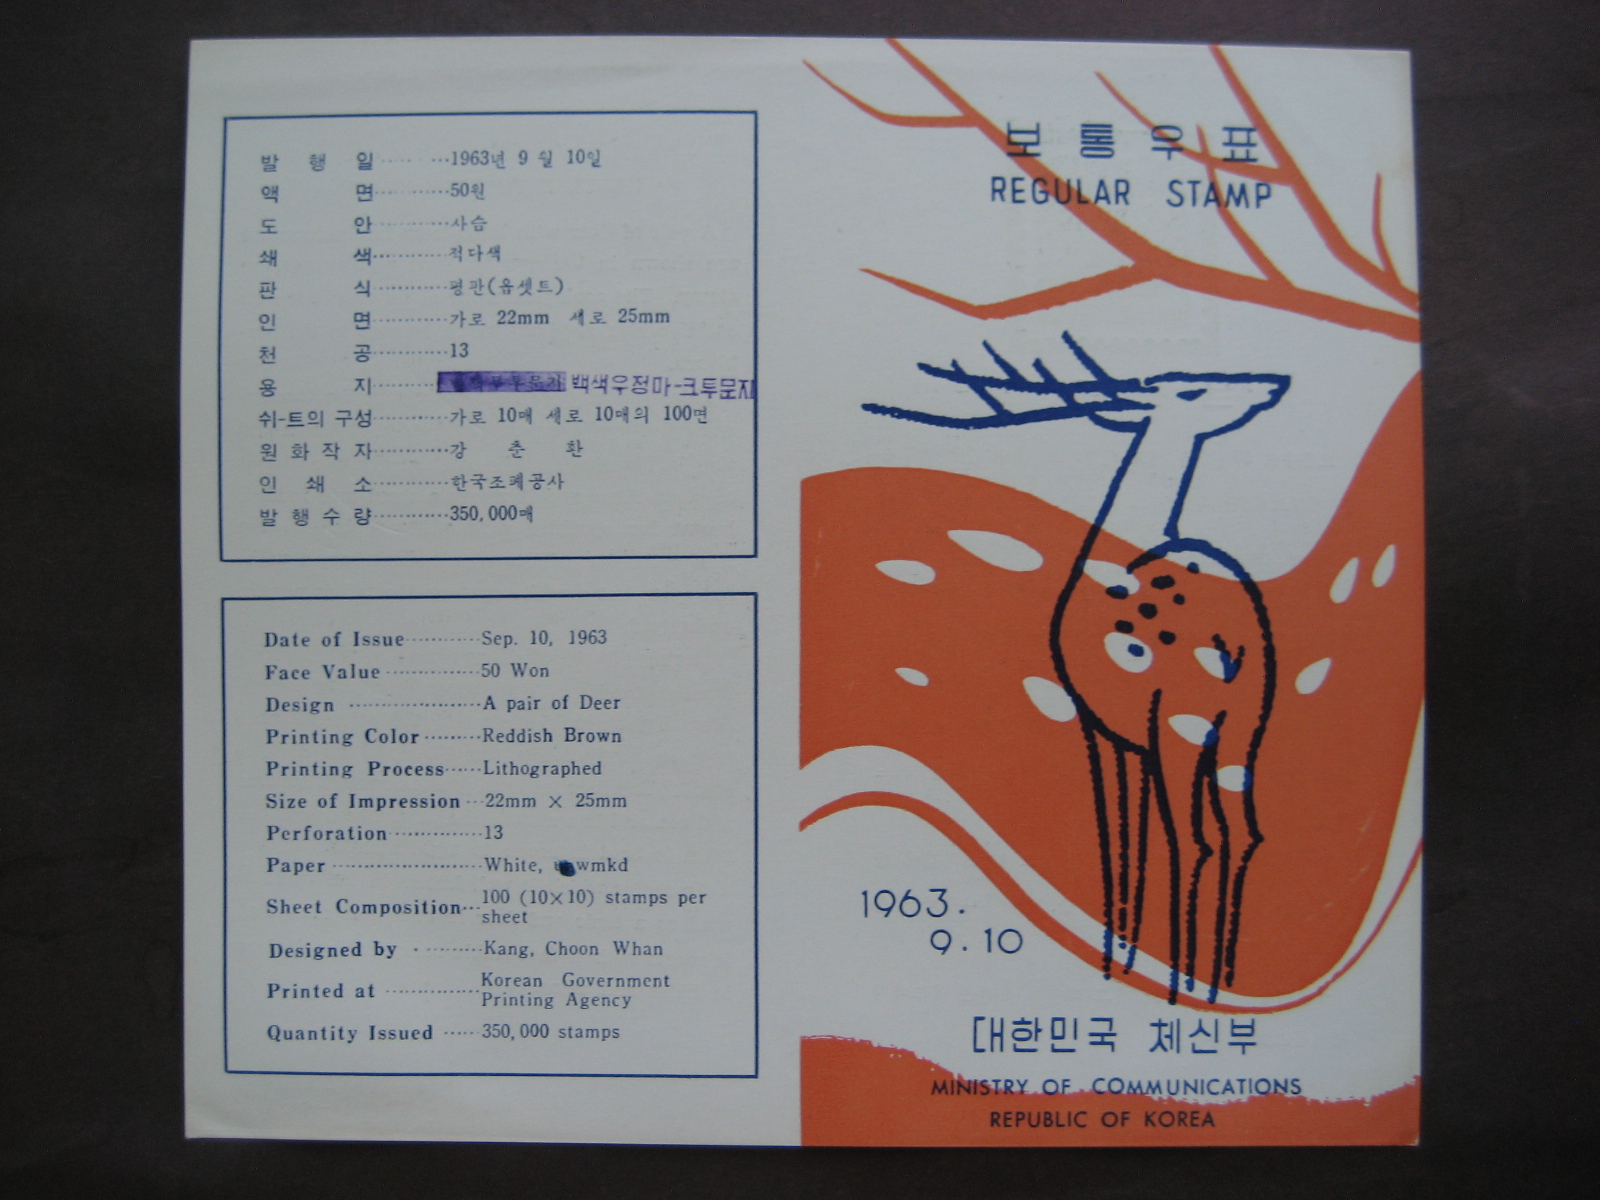 발 행 일 ...... 1963년 9 월 10일
액 면 .......... 50원
도 안 .......... 사슴
쇄 색 .......... 적다색
판 식 .......... 평판(옵셋트)
인 면 .......... 가로 22mm 세로 25mm
천 공 .......... 13
용 지 .......... 백색우정마-크투문지
쉬-트의 구성 .......... 가로 10매 세로 10매의 100면
원 화 작 자 .......... 강 춘 환
인 쇄 소 .......... 한국조폐공사
발 행 수 량 .......... 350,000매
Date of Issue .......... Sep. 10, 1963
Face Value .......... 50 Won
Design .......... A pair of Deer
Printing Color .......... Reddish Brown
Printing Process ...... Lithographed
Size of Impression ... 22mm × 25mm
Perforation .......... 13
Paper .......... White, wmkd
Sheet Composition ... 100 (10×10) stamps per
sheet
Designed by .......... Kang, Choon Whan
Printed at .......... Korean Government
Printing Agency
Quantity Issued ..... 350,000 stamps
보통우표
REGULAR STAMP
1963.
9.10
대한민국 체신부
MINISTRY OF COMMUNICATIONS
REPUBLIC OF KOREA